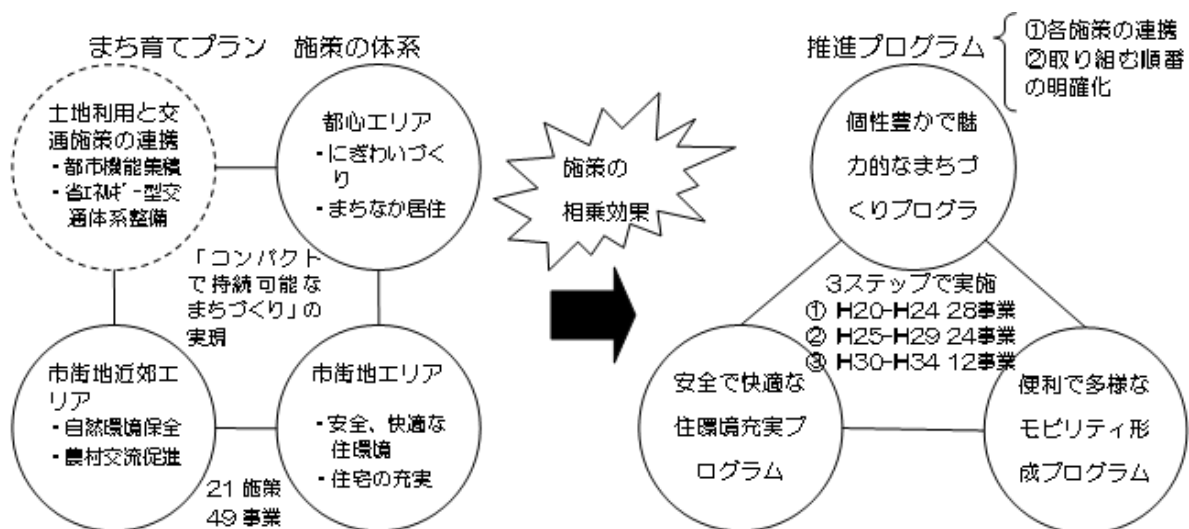 まち育てプラン 施策の体系
土地利用と交
通施策の連携
・都市機能集積
・省ｴﾈﾙｷﾞｰ型交
通体系整備
都心エリア
・にぎわいづく
り
・まちなか居住
「コンパクト
で持続可能な
まちづくり」の
実現
市街地近郊エ
リア
・自然環境保全
・農村交流促進
市街地エリア
・安全、快適な
住環境
・住宅の充実
21 施策
49 事業
施策の
相乗効果
推進プログラム
①各施策の連携
②取り組む順番
の明確化
個性豊かで魅
力的なまちづ
くりプログラ
3ステップで実施
① H20-H24 28事業
② H25-H29 24事業
③ H30-H34 12事業
安全で快適な
住環境充実プ
ログラム
便利で多様な
モビリティ形
成プログラム